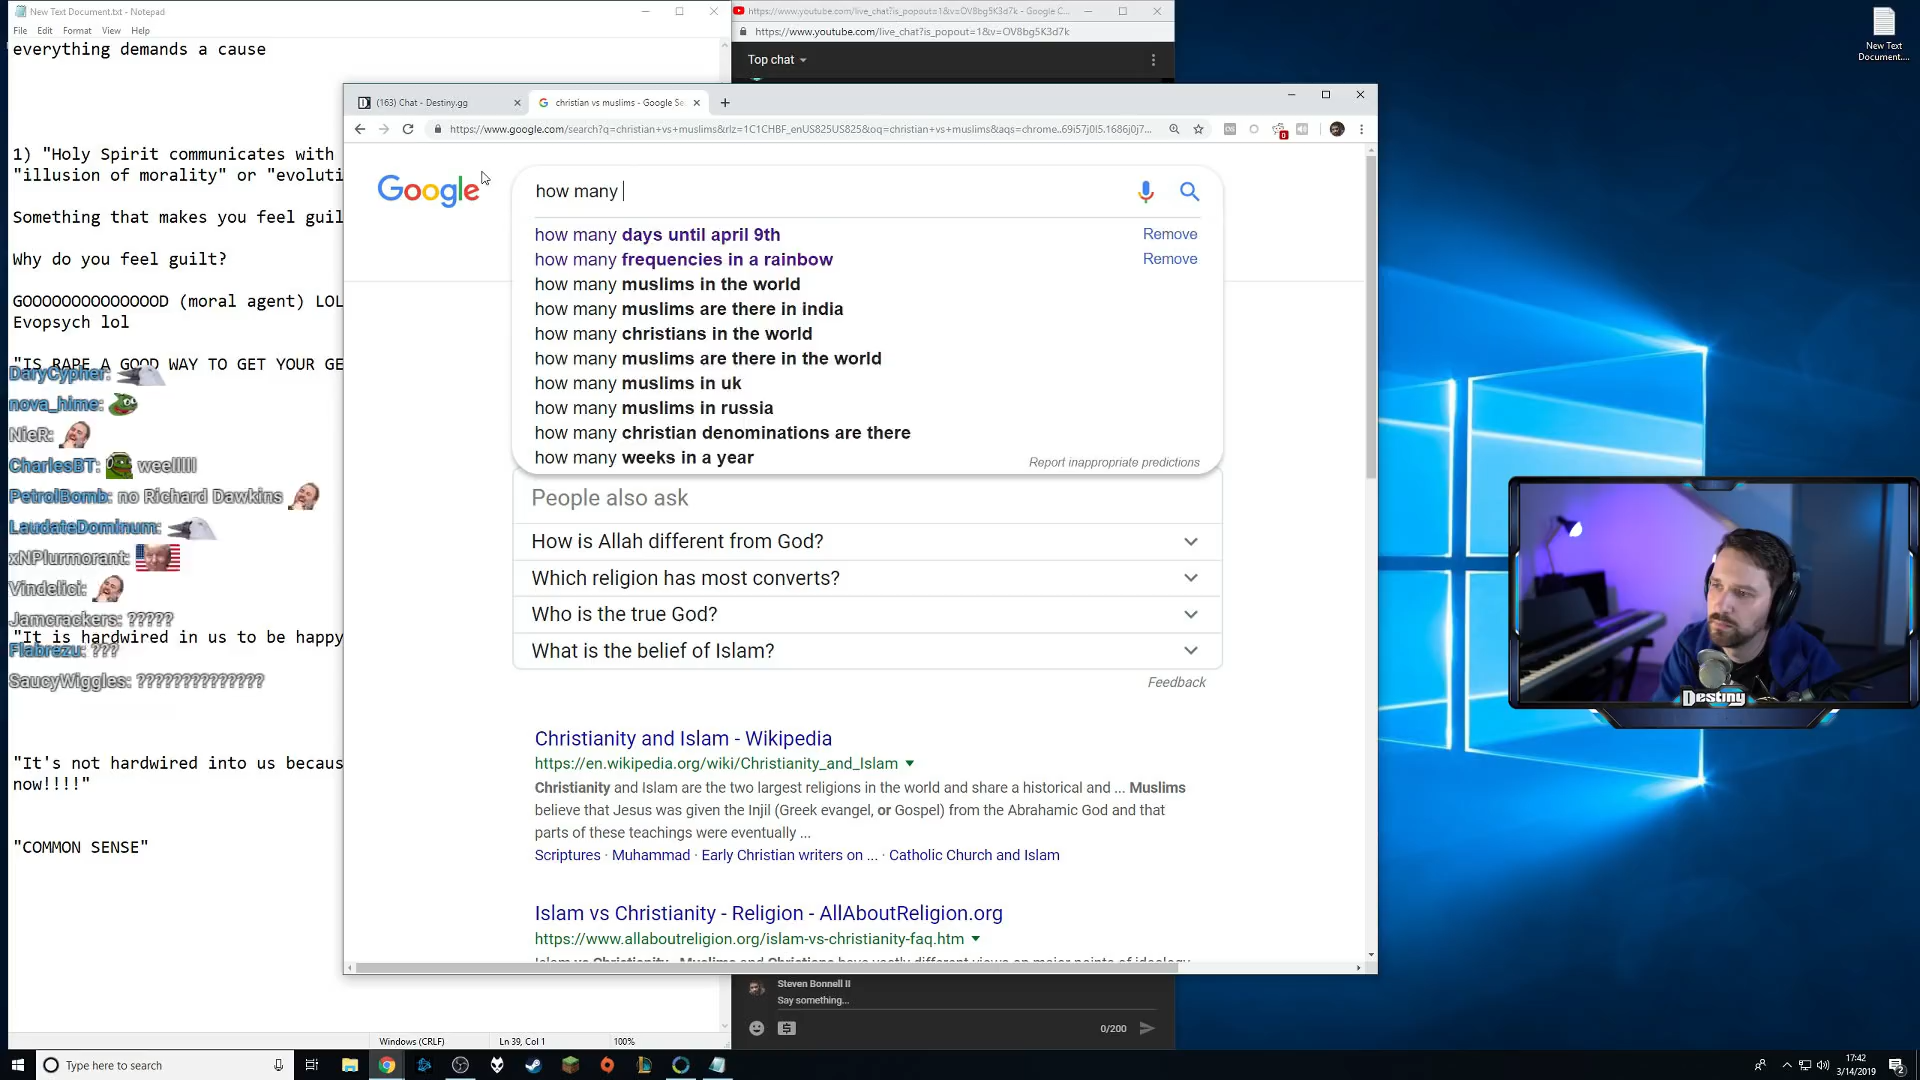 New Text Document.txt - Notepad
File Edit Format View Help
everything demands a cause
1) "Holy Spirit communicates with
"illusion of morality" or "evoluti
Something that makes you feel guil
Why do you feel guilt?
GOOOOOOOOOOOOOOD (moral agent) LOL
Evopsych lol
"IS RAPE A GOOD WAY TO GET YOUR GE
DaryCypher:
nova_hime:
NieR:
CharlesBT: weelllll
PetrolBomb: no Richard Dawkins
LaudateDominum:
xNPlurmorant:
Vindelici:
Jamcrackers: ?????
"It is hardwired in us to be happy
Flabrezu: ???
SaucyWiggles: ??????????????
"It's not hardwired into us becaus
now!!!!"
"COMMON SENSE"
Windows (CRLF) Ln 39, Col 1 100%
https://www.youtube.com/live_chat?is_popout=1&v=OV8bg5K3d7k - Google C...
https://www.youtube.com/live_chat?is_popout=1&v=OV8bg5K3d7k
Top chat
(163) Chat - Destiny.gg
christian vs muslims - Google Se
https://www.google.com/search?q=christian+vs+muslims&rlz=1C1CHBF_enUS825US825&oq=christian+vs+muslims&aqs=chrome..69i57j0l5.1686j0j7...
Google
how many
how many days until april 9th Remove
how many frequencies in a rainbow Remove
how many muslims in the world
how many muslims are there in india
how many christians in the world
how many muslims are there in the world
how many muslims in uk
how many muslims in russia
how many christian denominations are there
how many weeks in a year
Report inappropriate predictions
People also ask
How is Allah different from God?
Which religion has most converts?
Who is the true God?
What is the belief of Islam?
Feedback
Christianity and Islam - Wikipedia
https://en.wikipedia.org/wiki/Christianity_and_Islam
Christianity and Islam are the two largest religions in the world and share a historical and ... Muslims
believe that Jesus was given the Injil (Greek evangel, or Gospel) from the Abrahamic God and that
parts of these teachings were eventually ...
Scriptures · Muhammad · Early Christian writers on ... · Catholic Church and Islam
Islam vs Christianity - Religion - AllAboutReligion.org
https://www.allaboutreligion.org/islam-vs-christianity-faq.htm
Steven Bonnell II
Say something...
0/200
New Text
Document....
Destiny
Type here to search
17:42
3/14/2019
2